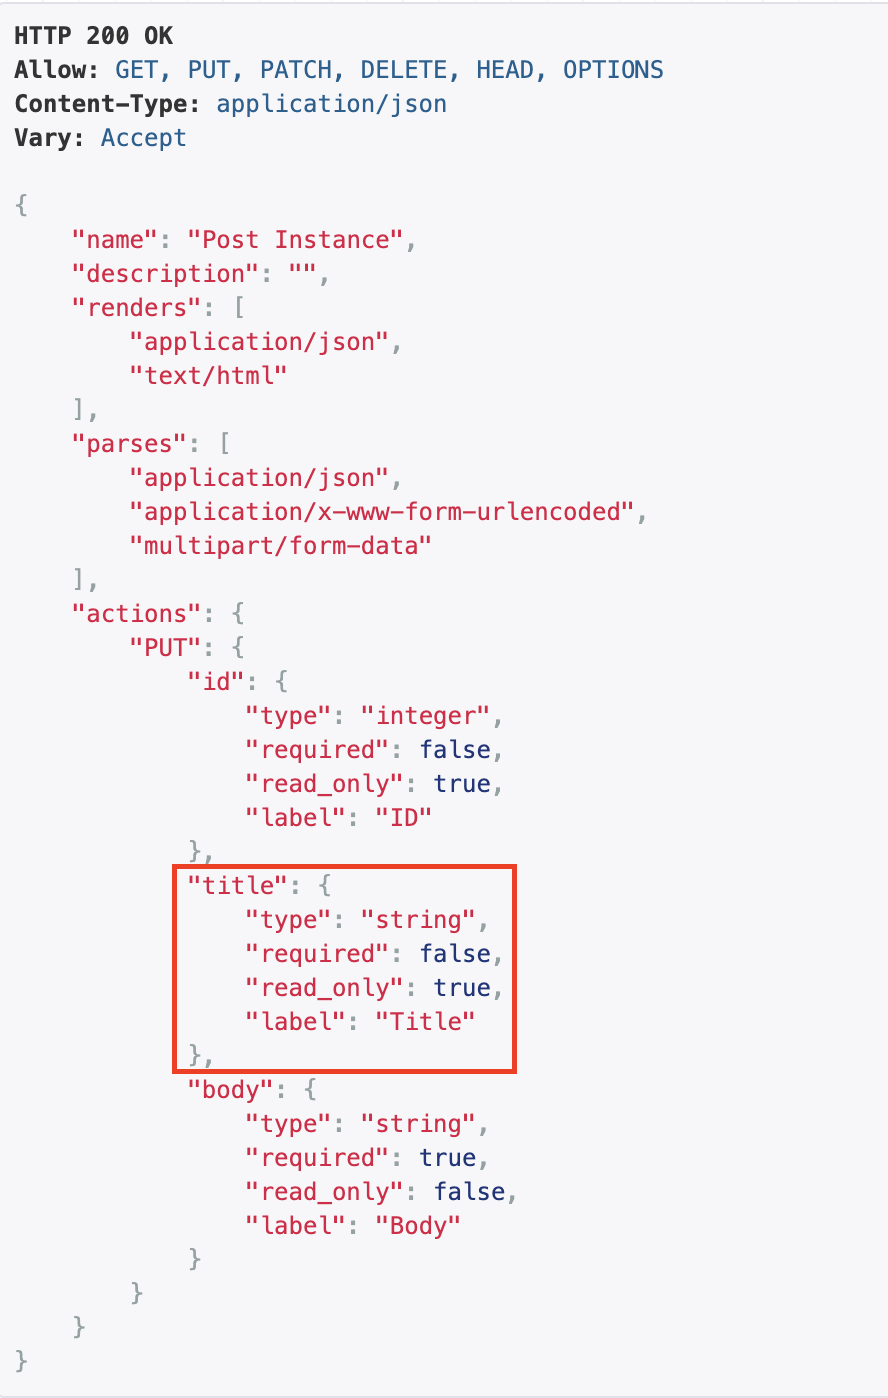 HTTP 200 OK
Allow: GET, PUT, PATCH, DELETE, HEAD, OPTIONS
Content-Type: application/json
Vary: Accept

{
    "name": "Post Instance",
    "description": "",
    "renders": [
        "application/json",
        "text/html"
    ],
    "parses": [
        "application/json",
        "application/x-www-form-urlencoded",
        "multipart/form-data"
    ],
    "actions": {
        "PUT": {
            "id": {
                "type": "integer",
                "required": false,
                "read_only": true,
                "label": "ID"
            },
            "title": {
                "type": "string",
                "required": false,
                "read_only": true,
                "label": "Title"
            },
            "body": {
                "type": "string",
                "required": true,
                "read_only": false,
                "label": "Body"
            }
        }
    }
}